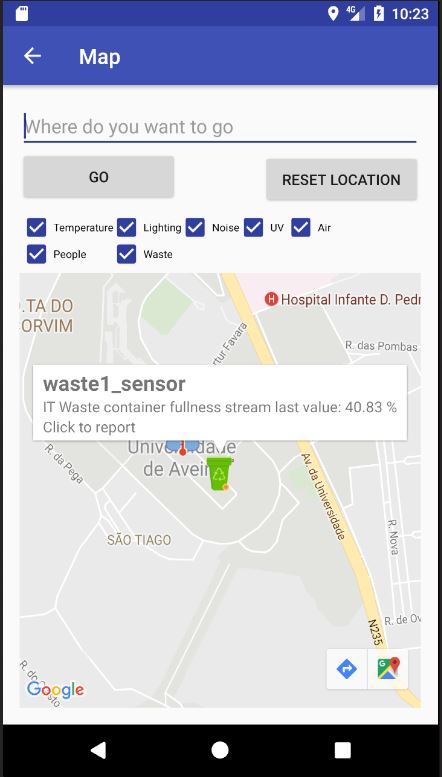 4G 10:23
Map
Where do you want to go
GO
RESET LOCATION
Temperature Lighting Noise UV Air
People Waste
Hospital Infante D. Pedr
.TA DO
ORVIM
rtur Favara
R. das Pombas
waste1_sensor
IT Waste container fullness stream last value: 40.83 %
Click to report
Universidade
de Aveir
R. da Pega
Av. da Universidade
SÃO TIAGO
R. Nova
N235
R. de Ov
Google